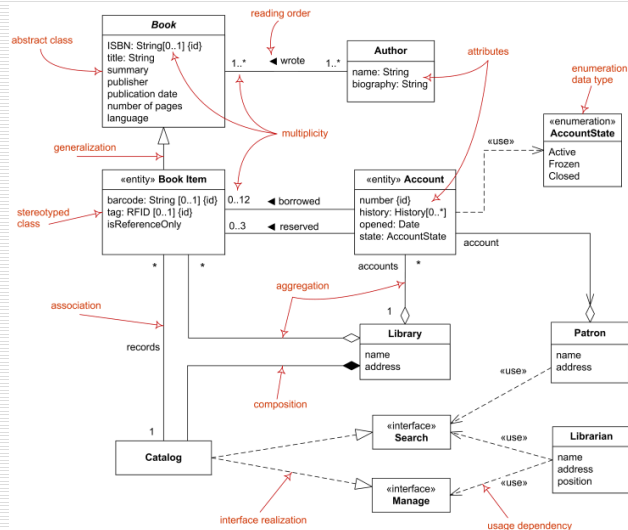 Book
ISBN: String[0..1] {id}
title: String
summary
publisher
publication date
number of pages
language
abstract class
reading order
1..*
◄ wrote
1..*
Author
name: String
biography: String
attributes
enumeration
data type
«enumeration»
AccountState
Active
Frozen
Closed
multiplicity
generalization
«use»
«entity» Book Item
barcode: String [0..1] {id}
tag: RFID [0..1] {id}
isReferenceOnly
stereotyped
class
0..12
◄ borrowed
0..3
◄ reserved
«entity» Account
number {id}
history: History[0..*]
opened: Date
state: AccountState
account
*
*
accounts
*
aggregation
association
1
Library
name
address
Patron
name
address
records
composition
«use»
1
Catalog
«interface»
Search
«use»
Librarian
name
address
position
«interface»
Manage
«use»
interface realization
usage dependency